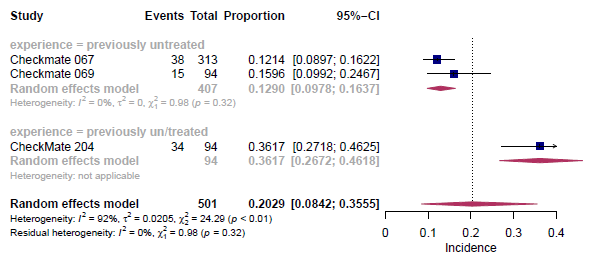 Study Events Total Proportion 95%−CI
experience = previously untreated
Checkmate 067 38 313 0.1214 [0.0897; 0.1622]
Checkmate 069 15 94 0.1596 [0.0992; 0.2467]
Random effects model 407 0.1290 [0.0978; 0.1637]
Heterogeneity: I² = 0%, τ² = 0, χ²₁ = 0.98 (p = 0.32)
experience = previously un/treated
CheckMate 204 34 94 0.3617 [0.2718; 0.4625]
Random effects model 94 0.3617 [0.2672; 0.4618]
Heterogeneity: not applicable
Random effects model 501 0.2029 [0.0842; 0.3555]
Heterogeneity: I² = 92%, τ² = 0.0205, χ²₂ = 24.29 (p < 0.01)
Residual heterogeneity: I² = 0%, χ²₁ = 0.98 (p = 0.32)
0 0.1 0.2 0.3 0.4
Incidence